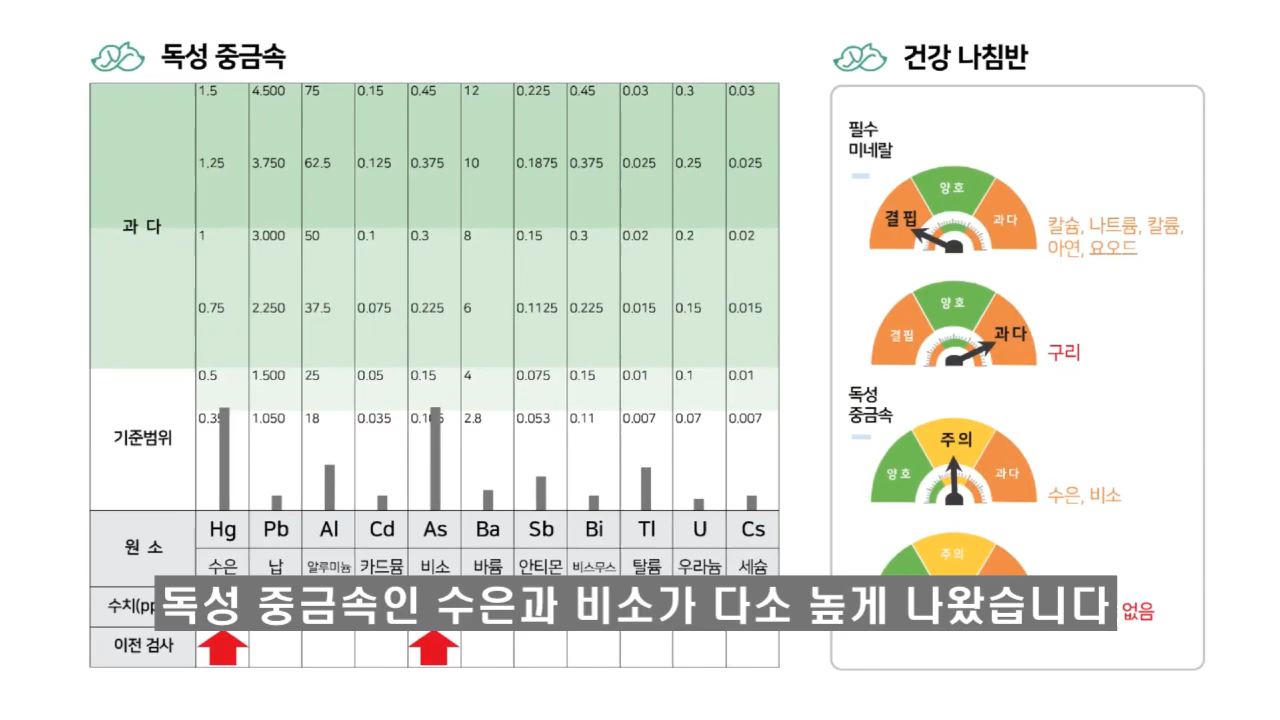 독성 중금속
건강 나침반
1.5 4.500 75 0.15 0.45 12 0.225 0.45 0.03 0.3 0.03
1.25 3.750 62.5 0.125 0.375 10 0.1875 0.375 0.025 0.25 0.025
과 다
1 3.000 50 0.1 0.3 8 0.15 0.3 0.02 0.2 0.02
0.75 2.250 37.5 0.075 0.225 6 0.1125 0.225 0.015 0.15 0.015
0.5 1.500 25 0.05 0.15 4 0.075 0.15 0.01 0.1 0.01
1.050 18 0.035 2.8 0.053 0.11 0.007 0.07 0.007
기준범위
원 소
Hg Pb Al Cd As Ba Sb Bi Tl U Cs
수은 납 알루미늄 카드뮴 비소 바륨 안티몬 비스무스 탈륨 우라늄 세슘
이전 검사
필수
미네랄
양호
결핍
과다
칼슘, 나트륨, 칼륨,
아연, 요오드
양호
결핍
과다
구리
독성
중금속
주의
양호
과다
수은, 비소
주의
없음
독성 중금속인 수은과 비소가 다소 높게 나왔습니다